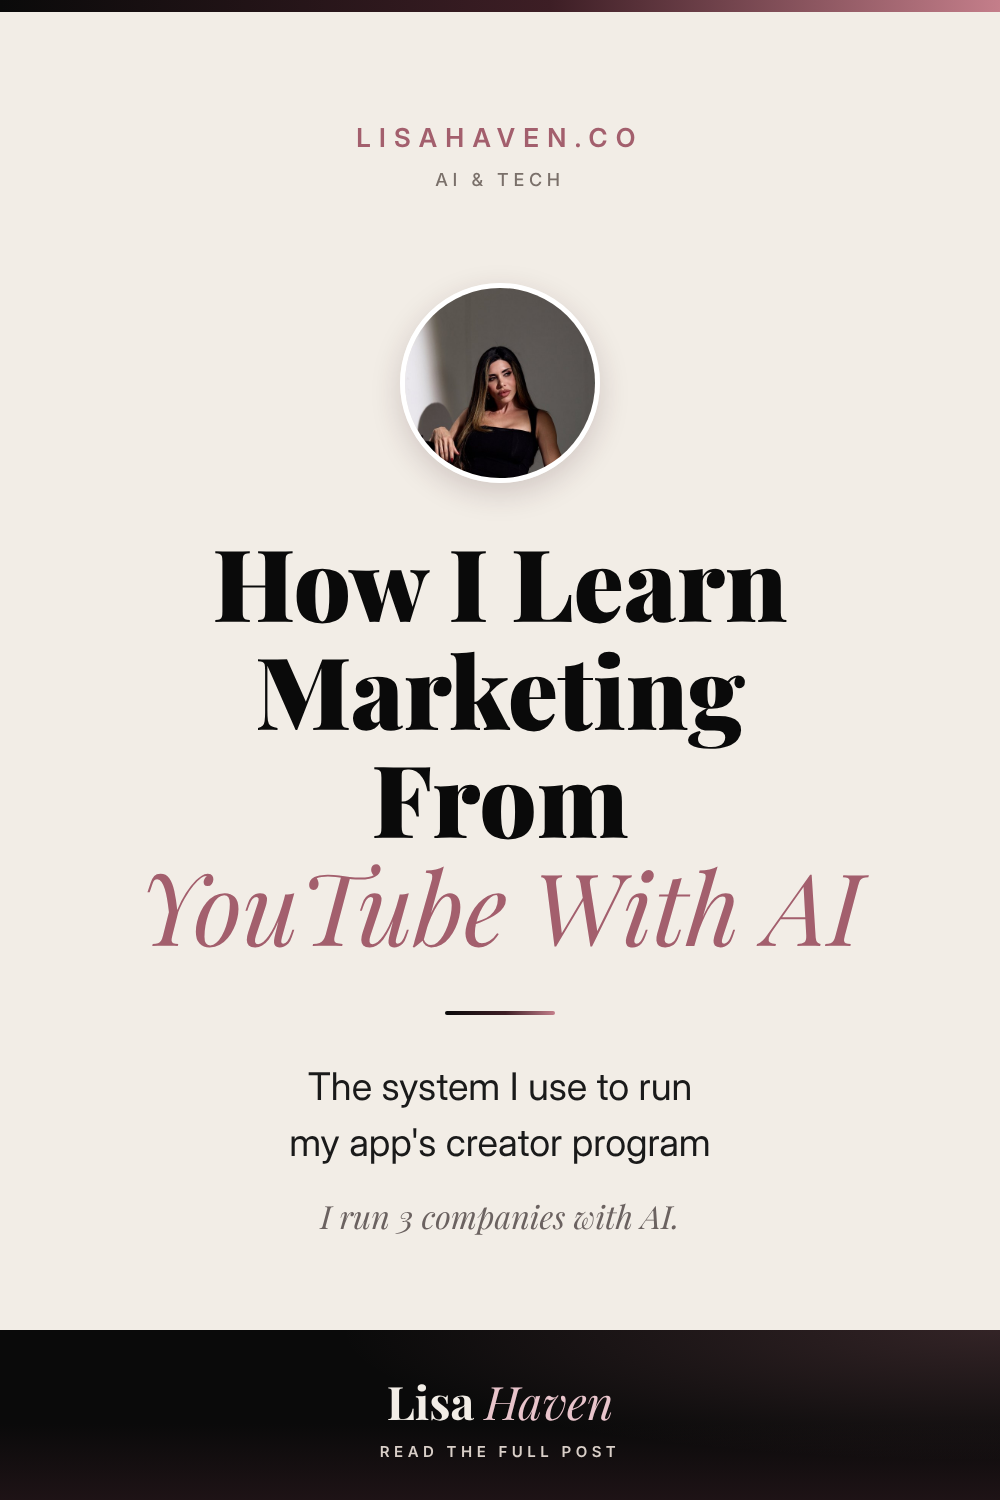 LISAHAVEN.CO
AI & TECH
How I Learn
Marketing
From
YouTube With AI
The system I use to run
my app's creator program
I run 3 companies with AI.
Lisa Haven
READ THE FULL POST